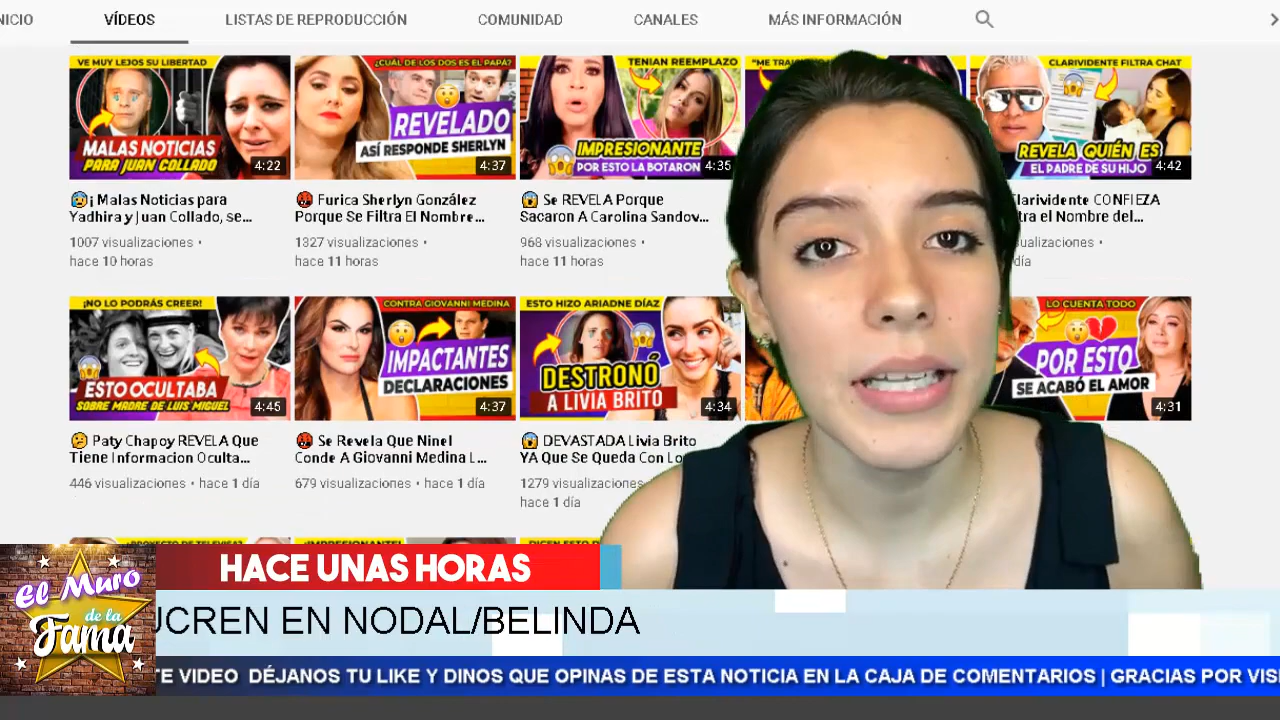 NICIO VÍDEOS LISTAS DE REPRODUCCIÓN COMUNIDAD CANALES MÁS INFORMACIÓN
VE MUY LEJOS SU LIBERTAD
MALAS NOTICIAS
PARA JUAN COLLADO
4:22
¿CUÁL DE LOS DOS ES EL PAPÁ?
REVELADO
ASÍ RESPONDE SHERLYN
4:37
TENIAN REEMPLAZO
IMPRESIONANTE
POR ESTO LA BOTARON
4:35
"ME
CLARIVIDENTE FILTRA CHAT
REVELA QUIÉN ES
EL PADRE DE SU HIJO
4:42
¡ Malas Noticias para
Yadhira y Juan Collado, se...
1007 visualizaciones •
hace 10 horas
Furica Sherlyn González
Porque Se Filtra El Nombre...
1327 visualizaciones •
hace 11 horas
Se REVELA Porque
Sacaron A Carolina Sandov...
968 visualizaciones •
hace 11 horas
larividente CONFIEZA
tra el Nombre del...
sualizaciones •
día
¡NO LO PODRÁS CREER!
ESTO OCULTABA
SOBRE MADRE DE LUIS MIGUEL
4:45
CONTRA GIOVANNI MEDINA
IMPACTANTES
DECLARACIONES
4:37
ESTO HIZO ARIADNE DÍAZ
DESTRONÓ
A LIVIA BRITO
4:34
LO CUENTA TODO
POR ESTO
SE ACABÓ EL AMOR
4:31
Paty Chapoy REVELA Que
Tiene Informacion Oculta...
446 visualizaciones • hace 1 día
Se Revela Que Ninel
Conde A Giovanni Medina L...
679 visualizaciones • hace 1 día
DEVASTADA Livia Brito
YA Que Se Queda Con Lo
1279 visualizaciones •
hace 1 día
El Muro
de la
Fama
HACE UNAS HORAS
UCREN EN NODAL/BELINDA
TE VIDEO DÉJANOS TU LIKE Y DINOS QUE OPINAS DE ESTA NOTICIA EN LA CAJA DE COMENTARIOS | GRACIAS POR VISI